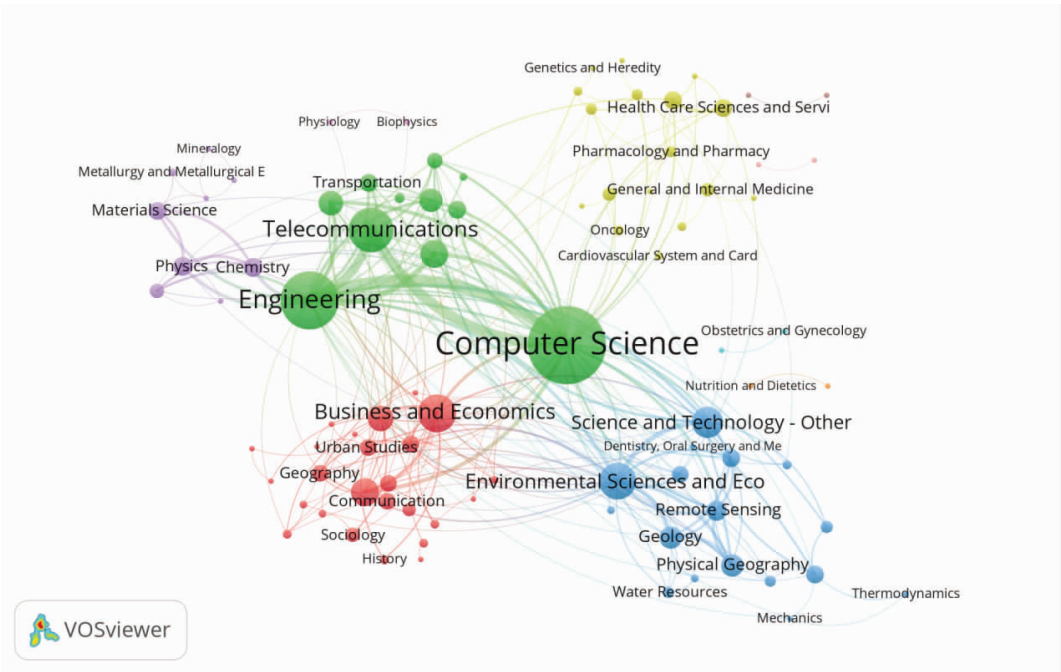 Genetics and Heredity
Health Care Sciences and Servi
Physiology
Biophysics
Mineralogy
Pharmacology and Pharmacy
Metallurgy and Metallurgical E
Transportation
General and Internal Medicine
Materials Science
Telecommunications
Oncology
Cardiovascular System and Card
Physics
Chemistry
Engineering
Obstetrics and Gynecology
Computer Science
Nutrition and Dietetics
Business and Economics
Science and Technology - Other
Urban Studies
Dentistry, Oral Surgery and Me
Geography
Environmental Sciences and Eco
Communication
Remote Sensing
Sociology
Geology
History
Physical Geography
Water Resources
Thermodynamics
Mechanics
VOSviewer